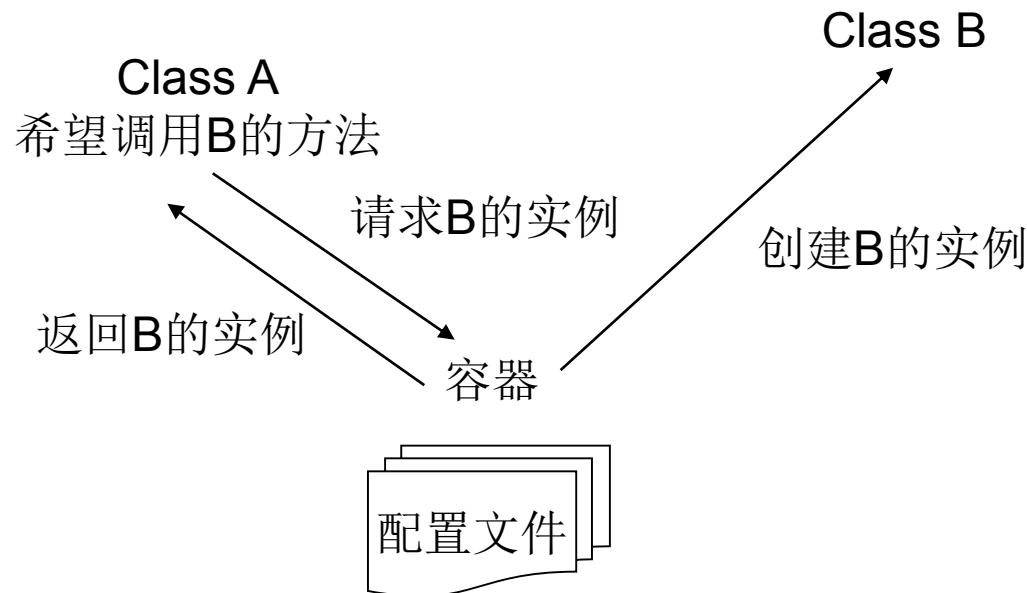 Class B
Class A
希望调用B的方法
请求B的实例
创建B的实例
返回B的实例
容器
配置文件